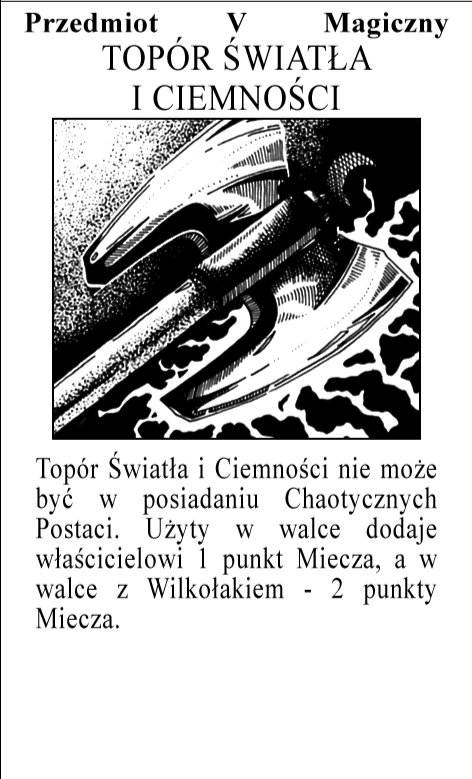 Przedmiot V Magiczny
TOPÓR ŚWIATŁA
I CIEMNOŚCI
Topór Światła i Ciemności nie może
być w posiadaniu Chaotycznych
Postaci. Użyty w walce dodaje
właścicielowi 1 punkt Miecza, a w
walce z Wilkołakiem - 2 punkty
Miecza.